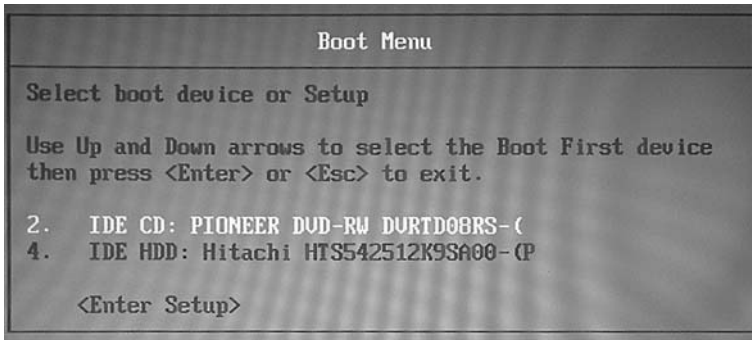 Boot Menu
Select boot device or Setup
Use Up and Down arrows to select the Boot First device
then press <Enter> or <Esc> to exit.
2. IDE CD: PIONEER DVD-RW DVRTD08RS-(
4. IDE HDD: Hitachi HTS542512K9SA00-(P
<Enter Setup>